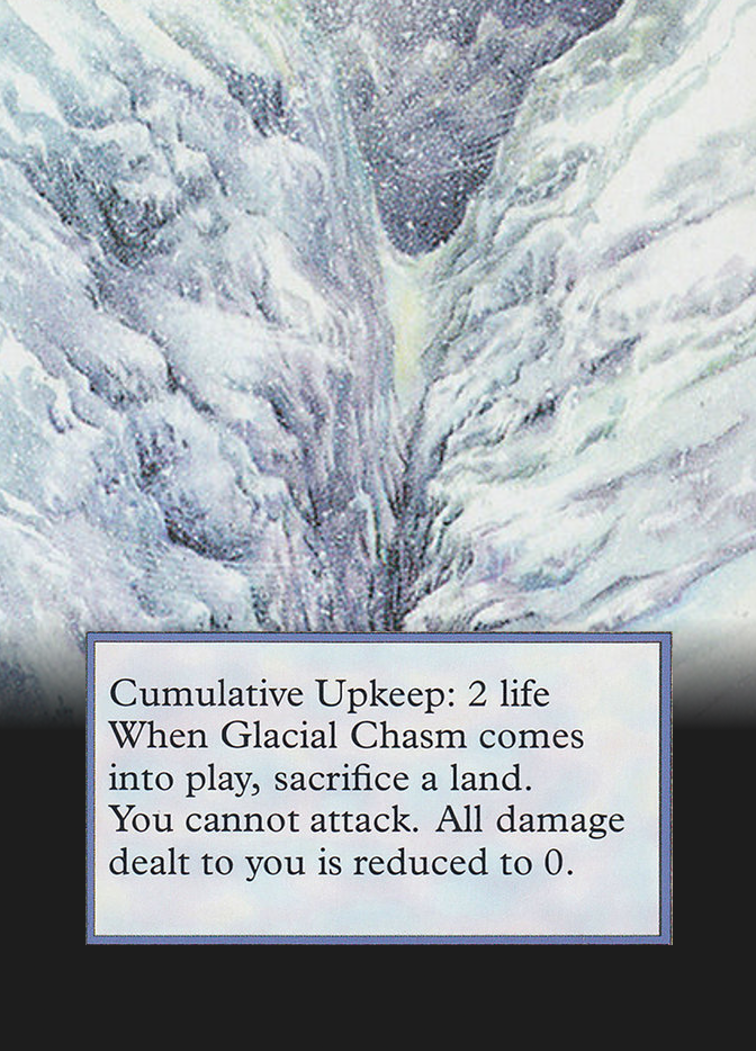 Cumulative Upkeep: 2 life
When Glacial Chasm comes
into play, sacrifice a land.
You cannot attack. All damage
dealt to you is reduced to 0.